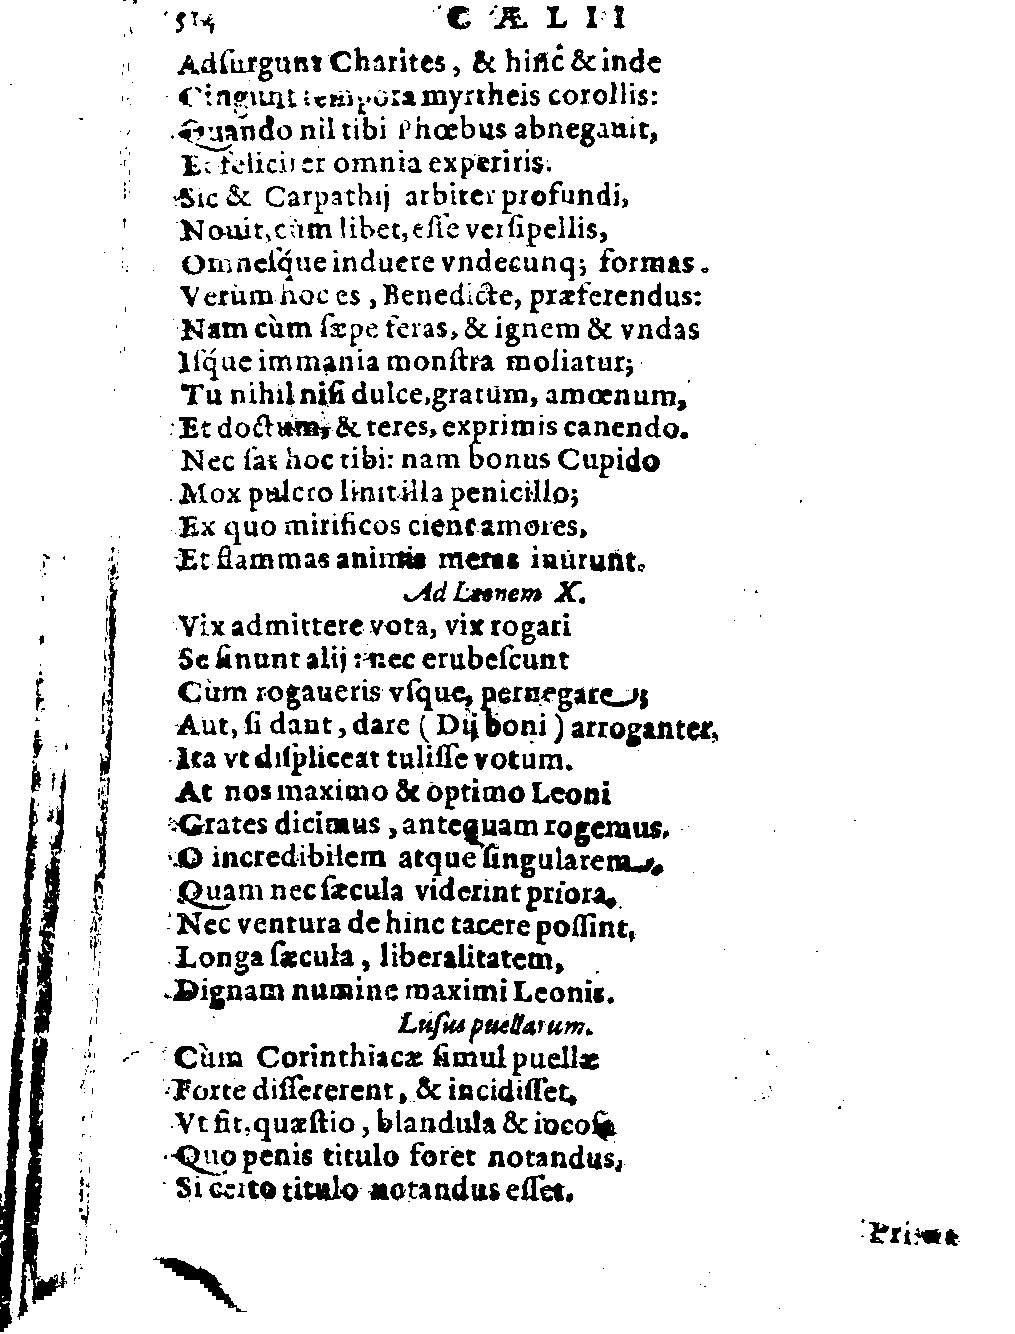 514 CÆLII
Adſurgunt Charites, & hinc & inde
Cingunt tempora myrtheis corollis:
Quando nil tibi Phœbus abnegauit,
Et feliciter omnia experiris.
Sic & Carpathij arbiter profundi,
Nouit, cùm libet, eſſe verſipellis,
Omneſq́ue induere vndecunq; formas.
Verùm hoc es, Benedicte, præferendus:
Nam cùm ſæpe feras, & ignem & vndas
Iſq́ue immania monſtra moliatur;
Tu nihil niſi dulce, gratum, amœnum,
Et doctum, & teres, exprimis canendo.
Nec ſat hoc tibi: nam bonus Cupido
Mox pulcro linit illa penicillo;
Ex quo mirificos cient amores,
Et flammas animis meras inurunt.
Ad Leonem X.
Vix admittere vota, vix rogari
Se ſinunt alij: nec erubeſcunt
Cùm rogaueris vſque, pernegare;
Aut, ſi dant, dare (Dij boni) arroganter,
Ita vt diſpliceat tuliſſe votum.
At nos maximo & optimo Leoni
Grates dicimus, antequam rogemus.
O incredibilem atque ſingularem,
Quam nec ſæcula viderint priora,
Nec ventura de hinc tacere poſſint,
Longa ſæcula, liberalitatem,
Dignam numine maximi Leonis.
Luſus puellarum.
Cùm Corinthiacæ ſimul puellæ
Forte diſſererent, & incidiſſet,
Vt fit, quæſtio, blandula & iocoſa
Quo penis titulo foret notandus,
Si certo titulo notandus eſſet.
Prima